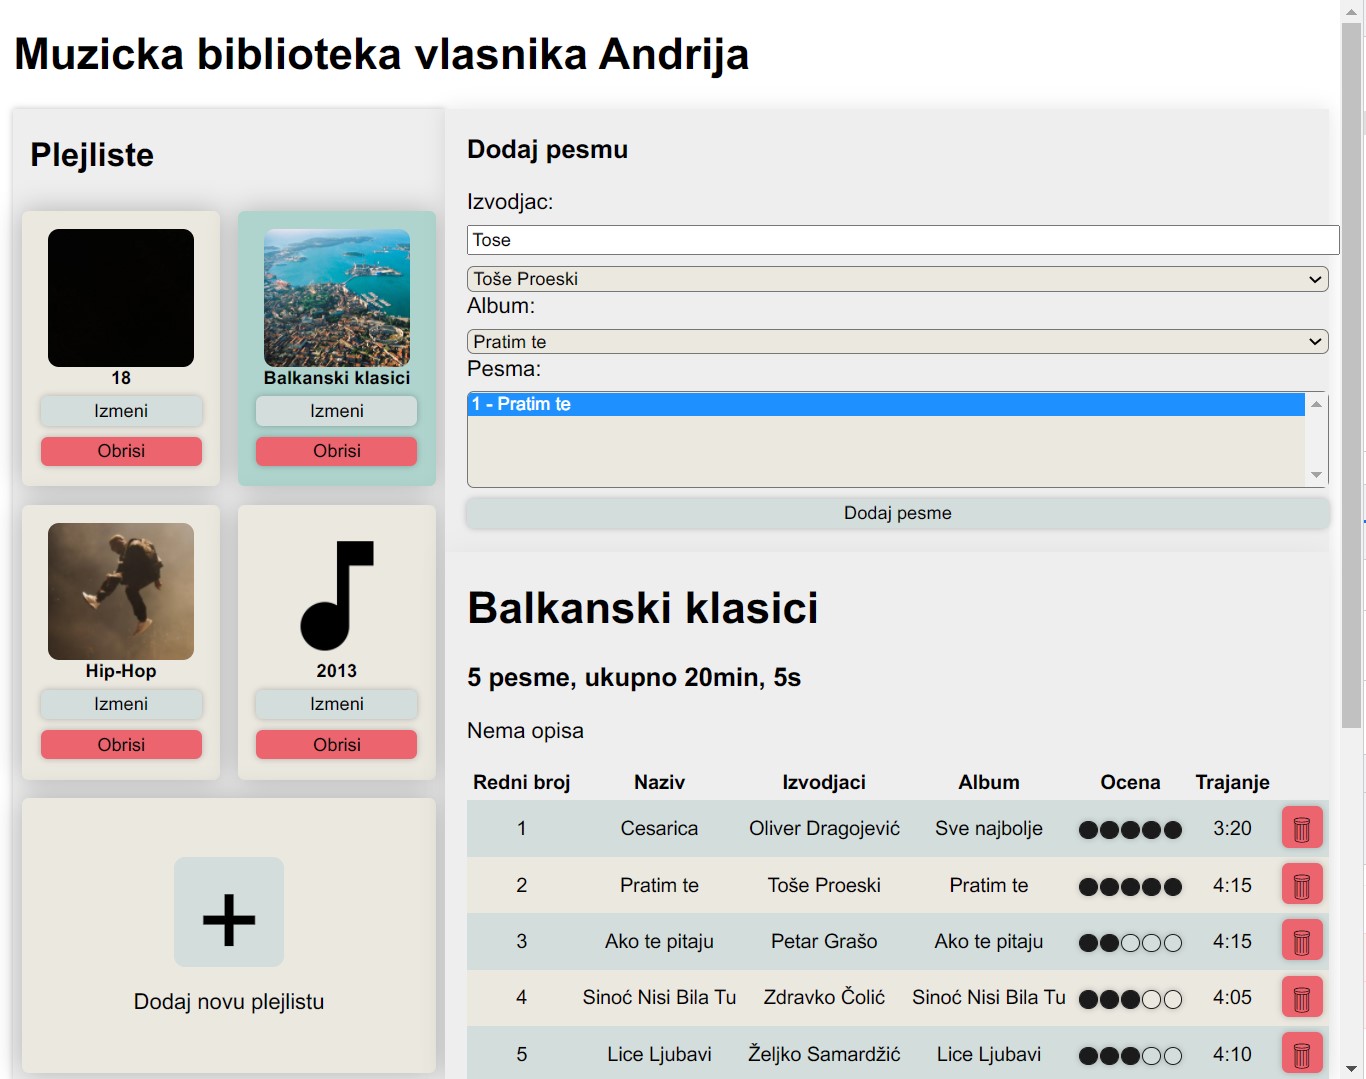 Muzicka biblioteka vlasnika Andrija
Plejliste
18
Izmeni
Obrisi
Balkanski klasici
Izmeni
Obrisi
Hip-Hop
Izmeni
Obrisi
2013
Izmeni
Obrisi
Dodaj novu plejlistu
Dodaj pesmu
Izvodjac:
Tose
Toše Proeski
Album:
Pratim te
Pesma:
1 - Pratim te
Dodaj pesme
Balkanski klasici
5 pesme, ukupno 20min, 5s
Nema opisa
Redni broj Naziv Izvodjaci Album Ocena Trajanje
1 Cesarica Oliver Dragojević Sve najbolje 3:20
2 Pratim te Toše Proeski Pratim te 4:15
3 Ako te pitaju Petar Grašo Ako te pitaju 4:15
4 Sinoć Nisi Bila Tu Zdravko Čolić Sinoć Nisi Bila Tu 4:05
5 Lice Ljubavi Željko Samardžić Lice Ljubavi 4:10